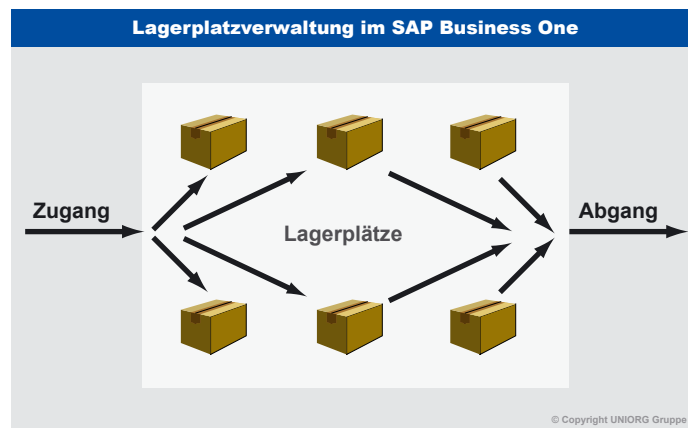 Lagerplatzverwaltung im SAP Business One
Zugang
Lagerplätze
Abgang
© Copyright UNIORG Gruppe